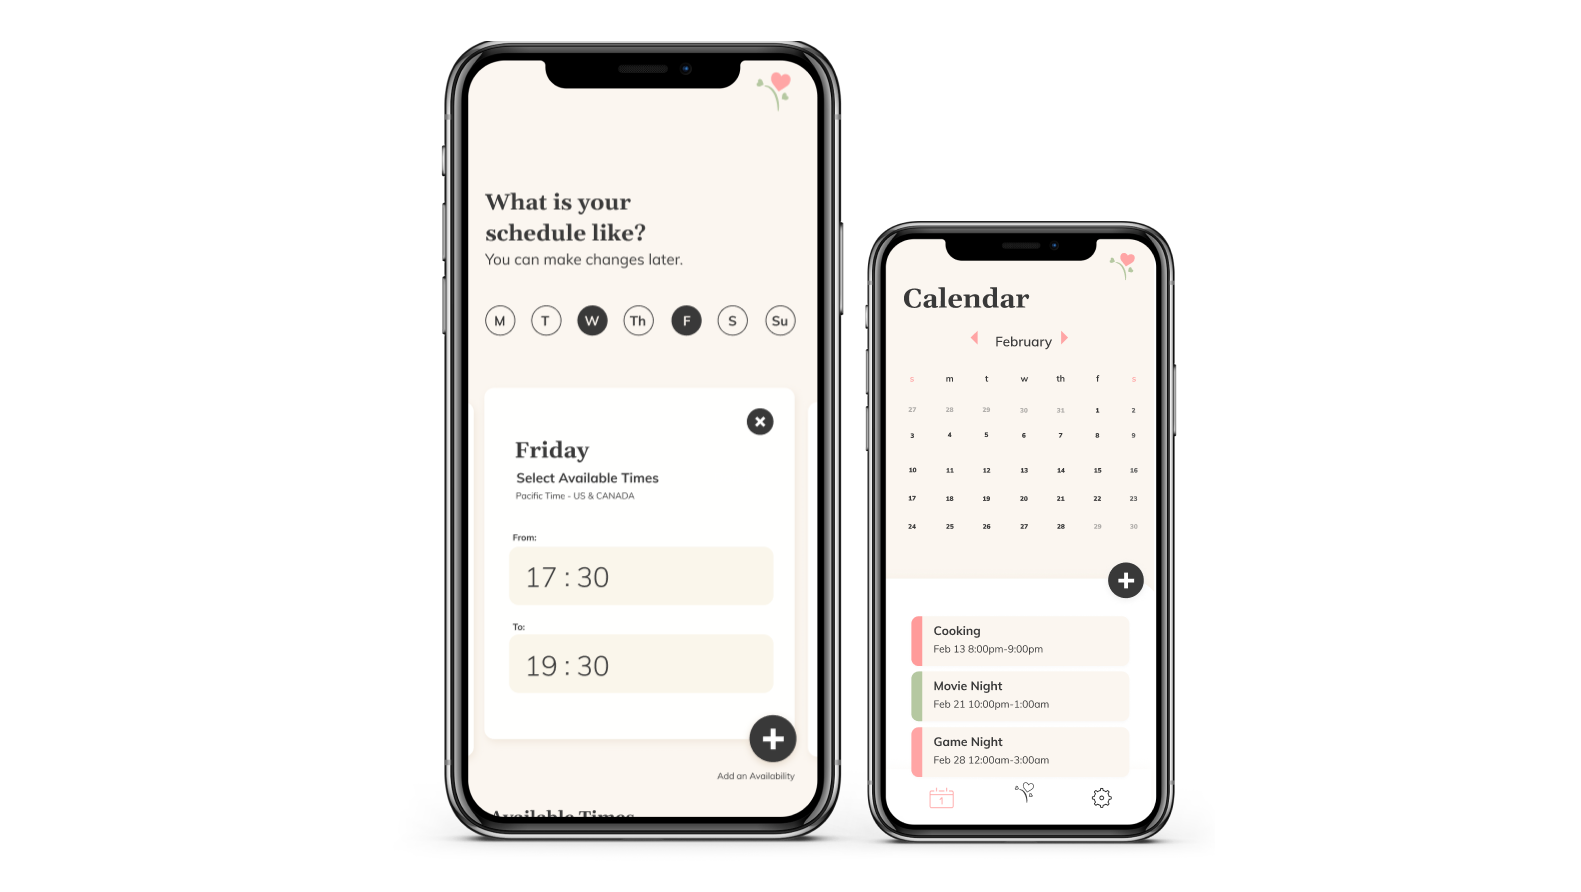 What is your
schedule like?
You can make changes later.
M T W Th F S Su
Friday
Select Available Times
Pacific Time - US & CANADA
From:
17 : 30
To:
19 : 30
Add an Availability
Available Times
Calendar
February
s m t w th f s
27 28 29 30 31 1 2
3 4 5 6 7 8 9
10 11 12 13 14 15 16
17 18 19 20 21 22 23
24 25 26 27 28 29 30
Cooking
Feb 13 8:00pm-9:00pm
Movie Night
Feb 21 10:00pm-1:00am
Game Night
Feb 28 12:00am-3:00am
1